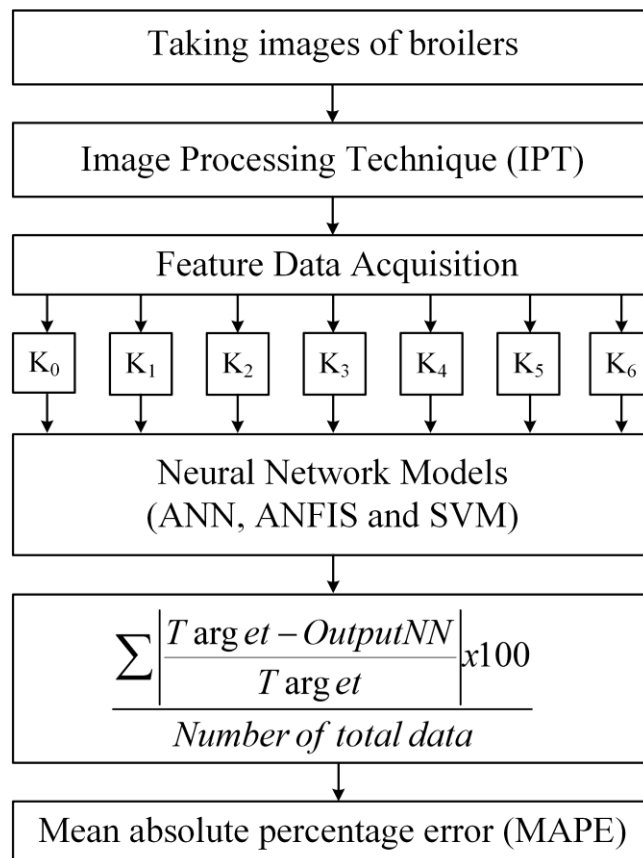 Taking images of broilers
Image Processing Technique (IPT)
Feature Data Acquisition
K₀ K₁ K₂ K₃ K₄ K₅ K₆
Neural Network Models
(ANN, ANFIS and SVM)
T arg et – OutputNN
∑| |x100
T arg et
Number of total data
Mean absolute percentage error (MAPE)